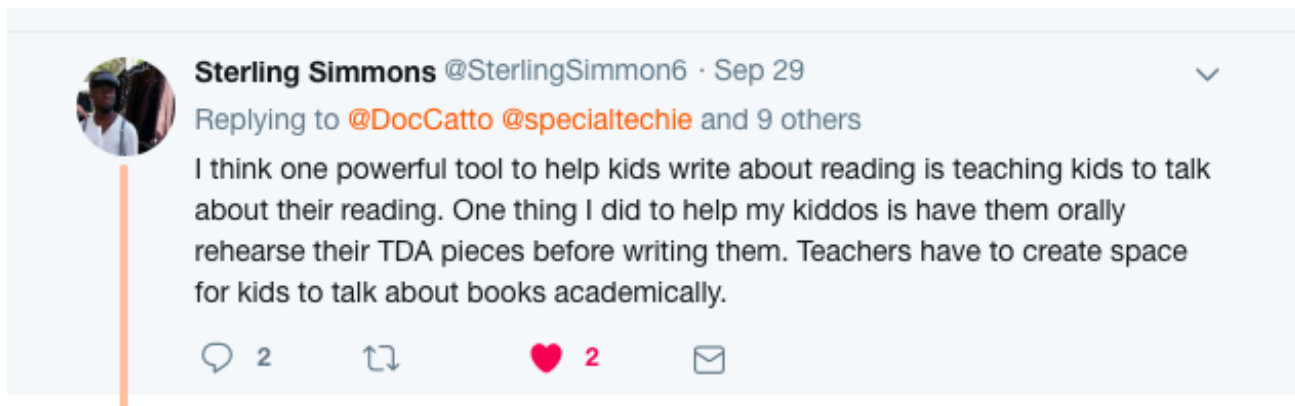 Sterling Simmons @SterlingSimmon6 · Sep 29
Replying to @DocCatto @specialtechie and 9 others
I think one powerful tool to help kids write about reading is teaching kids to talk
about their reading. One thing I did to help my kiddos is have them orally
rehearse their TDA pieces before writing them. Teachers have to create space
for kids to talk about books academically.
2 2